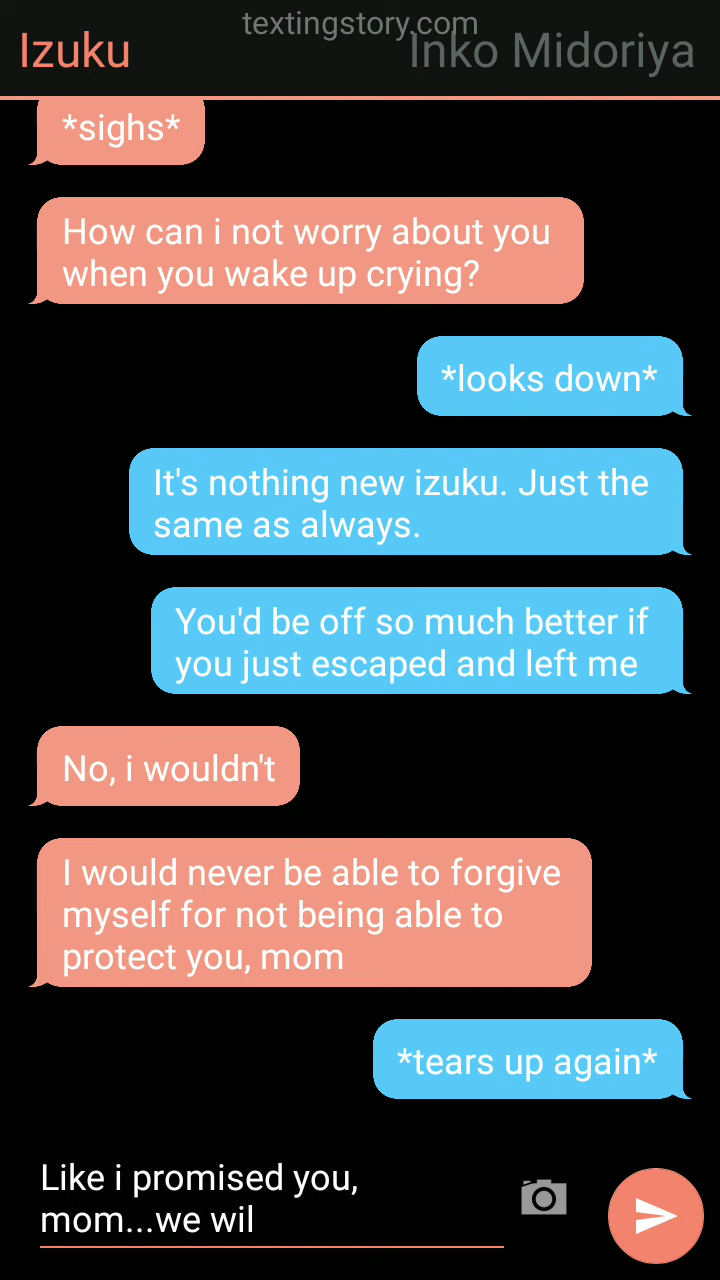 textingstory.com
Izuku
Inko Midoriya
*sighs*
How can i not worry about you
when you wake up crying?
*looks down*
It's nothing new izuku. Just the
same as always.
You'd be off so much better if
you just escaped and left me
No, i wouldn't
I would never be able to forgive
myself for not being able to
protect you, mom
*tears up again*
Like i promised you,
mom...we wil